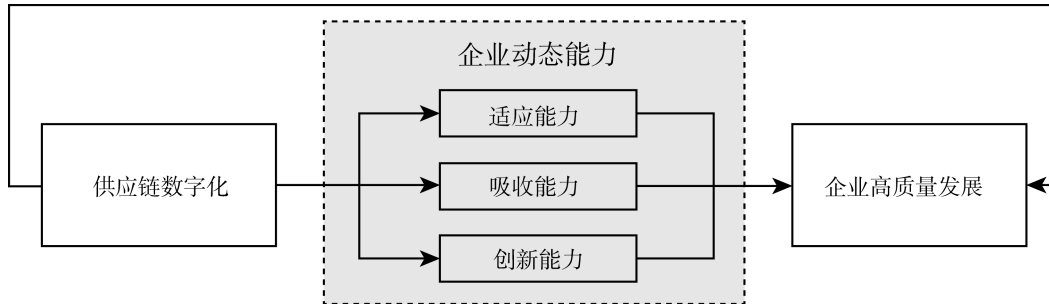 企业动态能力
适应能力
供应链数字化
吸收能力
企业高质量发展
创新能力